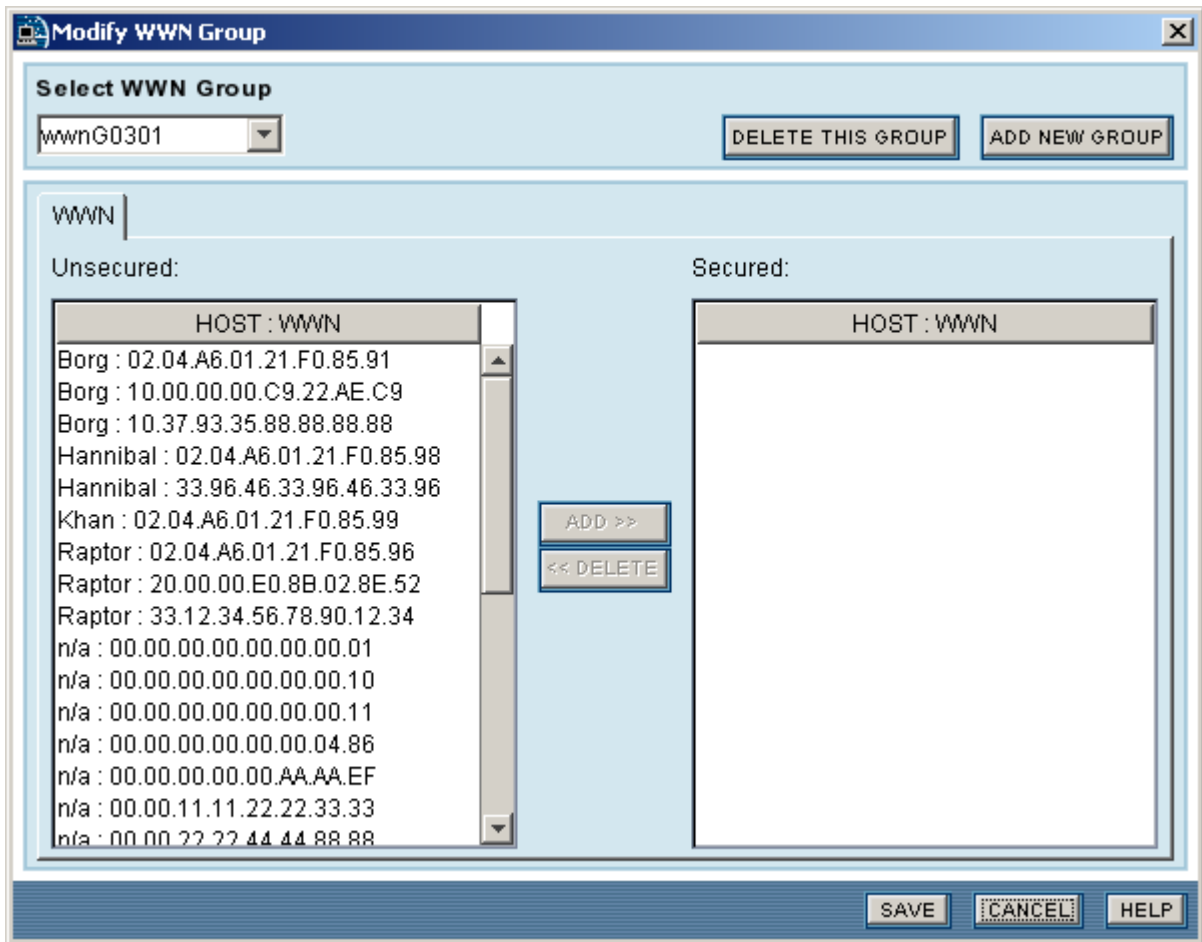 Modify WWN Group
Select WWN Group
wwnG0301
DELETE THIS GROUP
ADD NEW GROUP
WWN
Unsecured:
Secured:
HOST : WWN
HOST : WWN
Borg : 02.04.A6.01.21.F0.85.91
Borg : 10.00.00.00.C9.22.AE.C9
Borg : 10.37.93.35.88.88.88.88
Hannibal : 02.04.A6.01.21.F0.85.98
Hannibal : 33.96.46.33.96.46.33.96
Khan : 02.04.A6.01.21.F0.85.99
Raptor : 02.04.A6.01.21.F0.85.96
Raptor : 20.00.00.E0.8B.02.8E.52
Raptor : 33.12.34.56.78.90.12.34
n/a : 00.00.00.00.00.00.00.01
n/a : 00.00.00.00.00.00.00.10
n/a : 00.00.00.00.00.00.00.11
n/a : 00.00.00.00.00.00.04.86
n/a : 00.00.00.00.00.AA.AA.EF
n/a : 00.00.11.11.22.22.33.33
n/a : 00.00.22.22.44.44.88.88
ADD >>
<< DELETE
SAVE
CANCEL
HELP